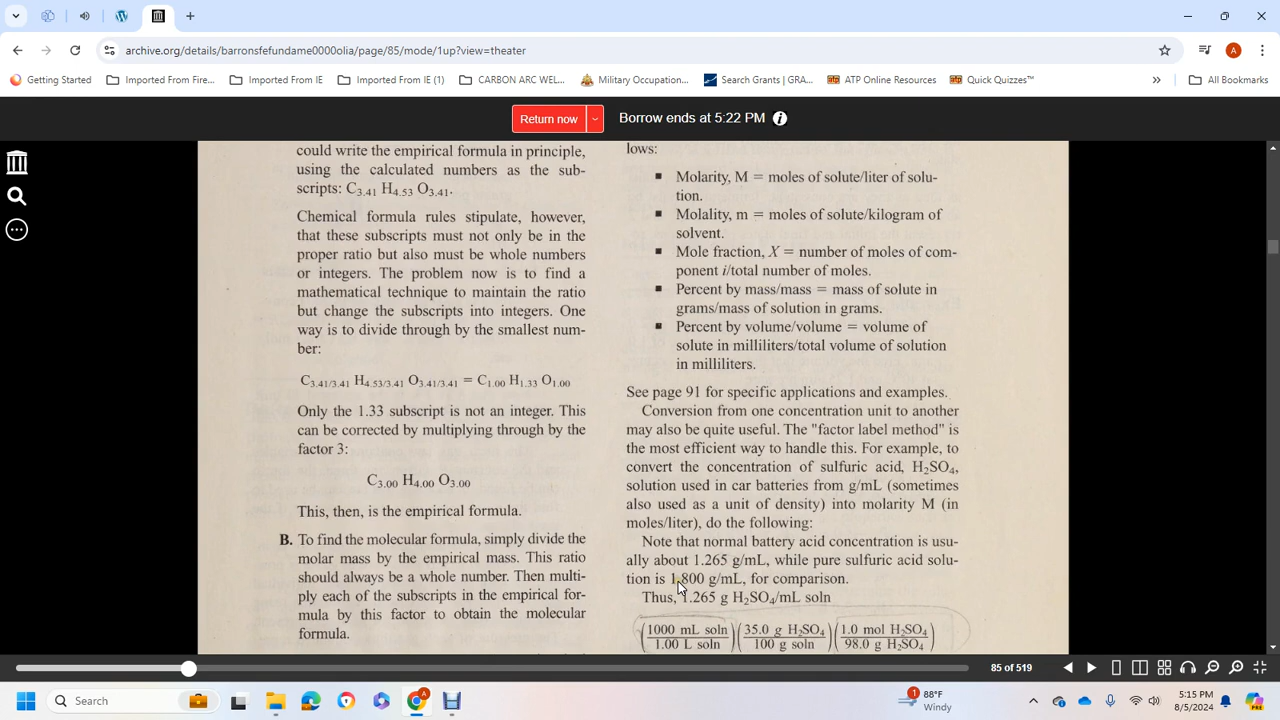 archive.org/details/barronsfefundame0000olia/page/85/mode/1up?view=theater
A
Getting Started
Imported From Fire...
Imported From IE
Imported From IE (1)
CARBON ARC WEL...
Military Occupation...
Search Grants | GRA...
ATP Online Resources
Quick Quizzes™
All Bookmarks
Return now
Borrow ends at 5:22 PM
could write the empirical formula in principle,
using the calculated numbers as the sub-
scripts: C3.41 H4.53 O3.41.
Chemical formula rules stipulate, however,
that these subscripts must not only be in the
proper ratio but also must be whole numbers
or integers. The problem now is to find a
mathematical technique to maintain the ratio
but change the subscripts into integers. One
way is to divide through by the smallest num-
ber:
C3.41/3.41 H4.53/3.41 O3.41/3.41 = C1.00 H1.33 O1.00
Only the 1.33 subscript is not an integer. This
can be corrected by multiplying through by the
factor 3:
C3.00 H4.00 O3.00
This, then, is the empirical formula.
B. To find the molecular formula, simply divide the
molar mass by the empirical mass. This ratio
should always be a whole number. Then multi-
ply each of the subscripts in the empirical for-
mula by this factor to obtain the molecular
formula.
lows:
▪ Molarity, M = moles of solute/liter of solu-
tion.
▪ Molality, m = moles of solute/kilogram of
solvent.
▪ Mole fraction, X = number of moles of com-
ponent i/total number of moles.
▪ Percent by mass/mass = mass of solute in
grams/mass of solution in grams.
▪ Percent by volume/volume = volume of
solute in milliliters/total volume of solution
in milliliters.
See page 91 for specific applications and examples.
Conversion from one concentration unit to another
may also be quite useful. The "factor label method" is
the most efficient way to handle this. For example, to
convert the concentration of sulfuric acid, H2SO4,
solution used in car batteries from g/mL (sometimes
also used as a unit of density) into molarity M (in
moles/liter), do the following:
Note that normal battery acid concentration is usu-
ally about 1.265 g/mL, while pure sulfuric acid solu-
tion is 1.800 g/mL, for comparison.
Thus, 1.265 g H2SO4/mL soln
(1000 mL soln/1.00 L soln)(35.0 g H2SO4/100 g soln)(1.0 mol H2SO4/98.0 g H2SO4)
85 of 519
Search
1
88°F
Windy
5:15 PM
8/5/2024